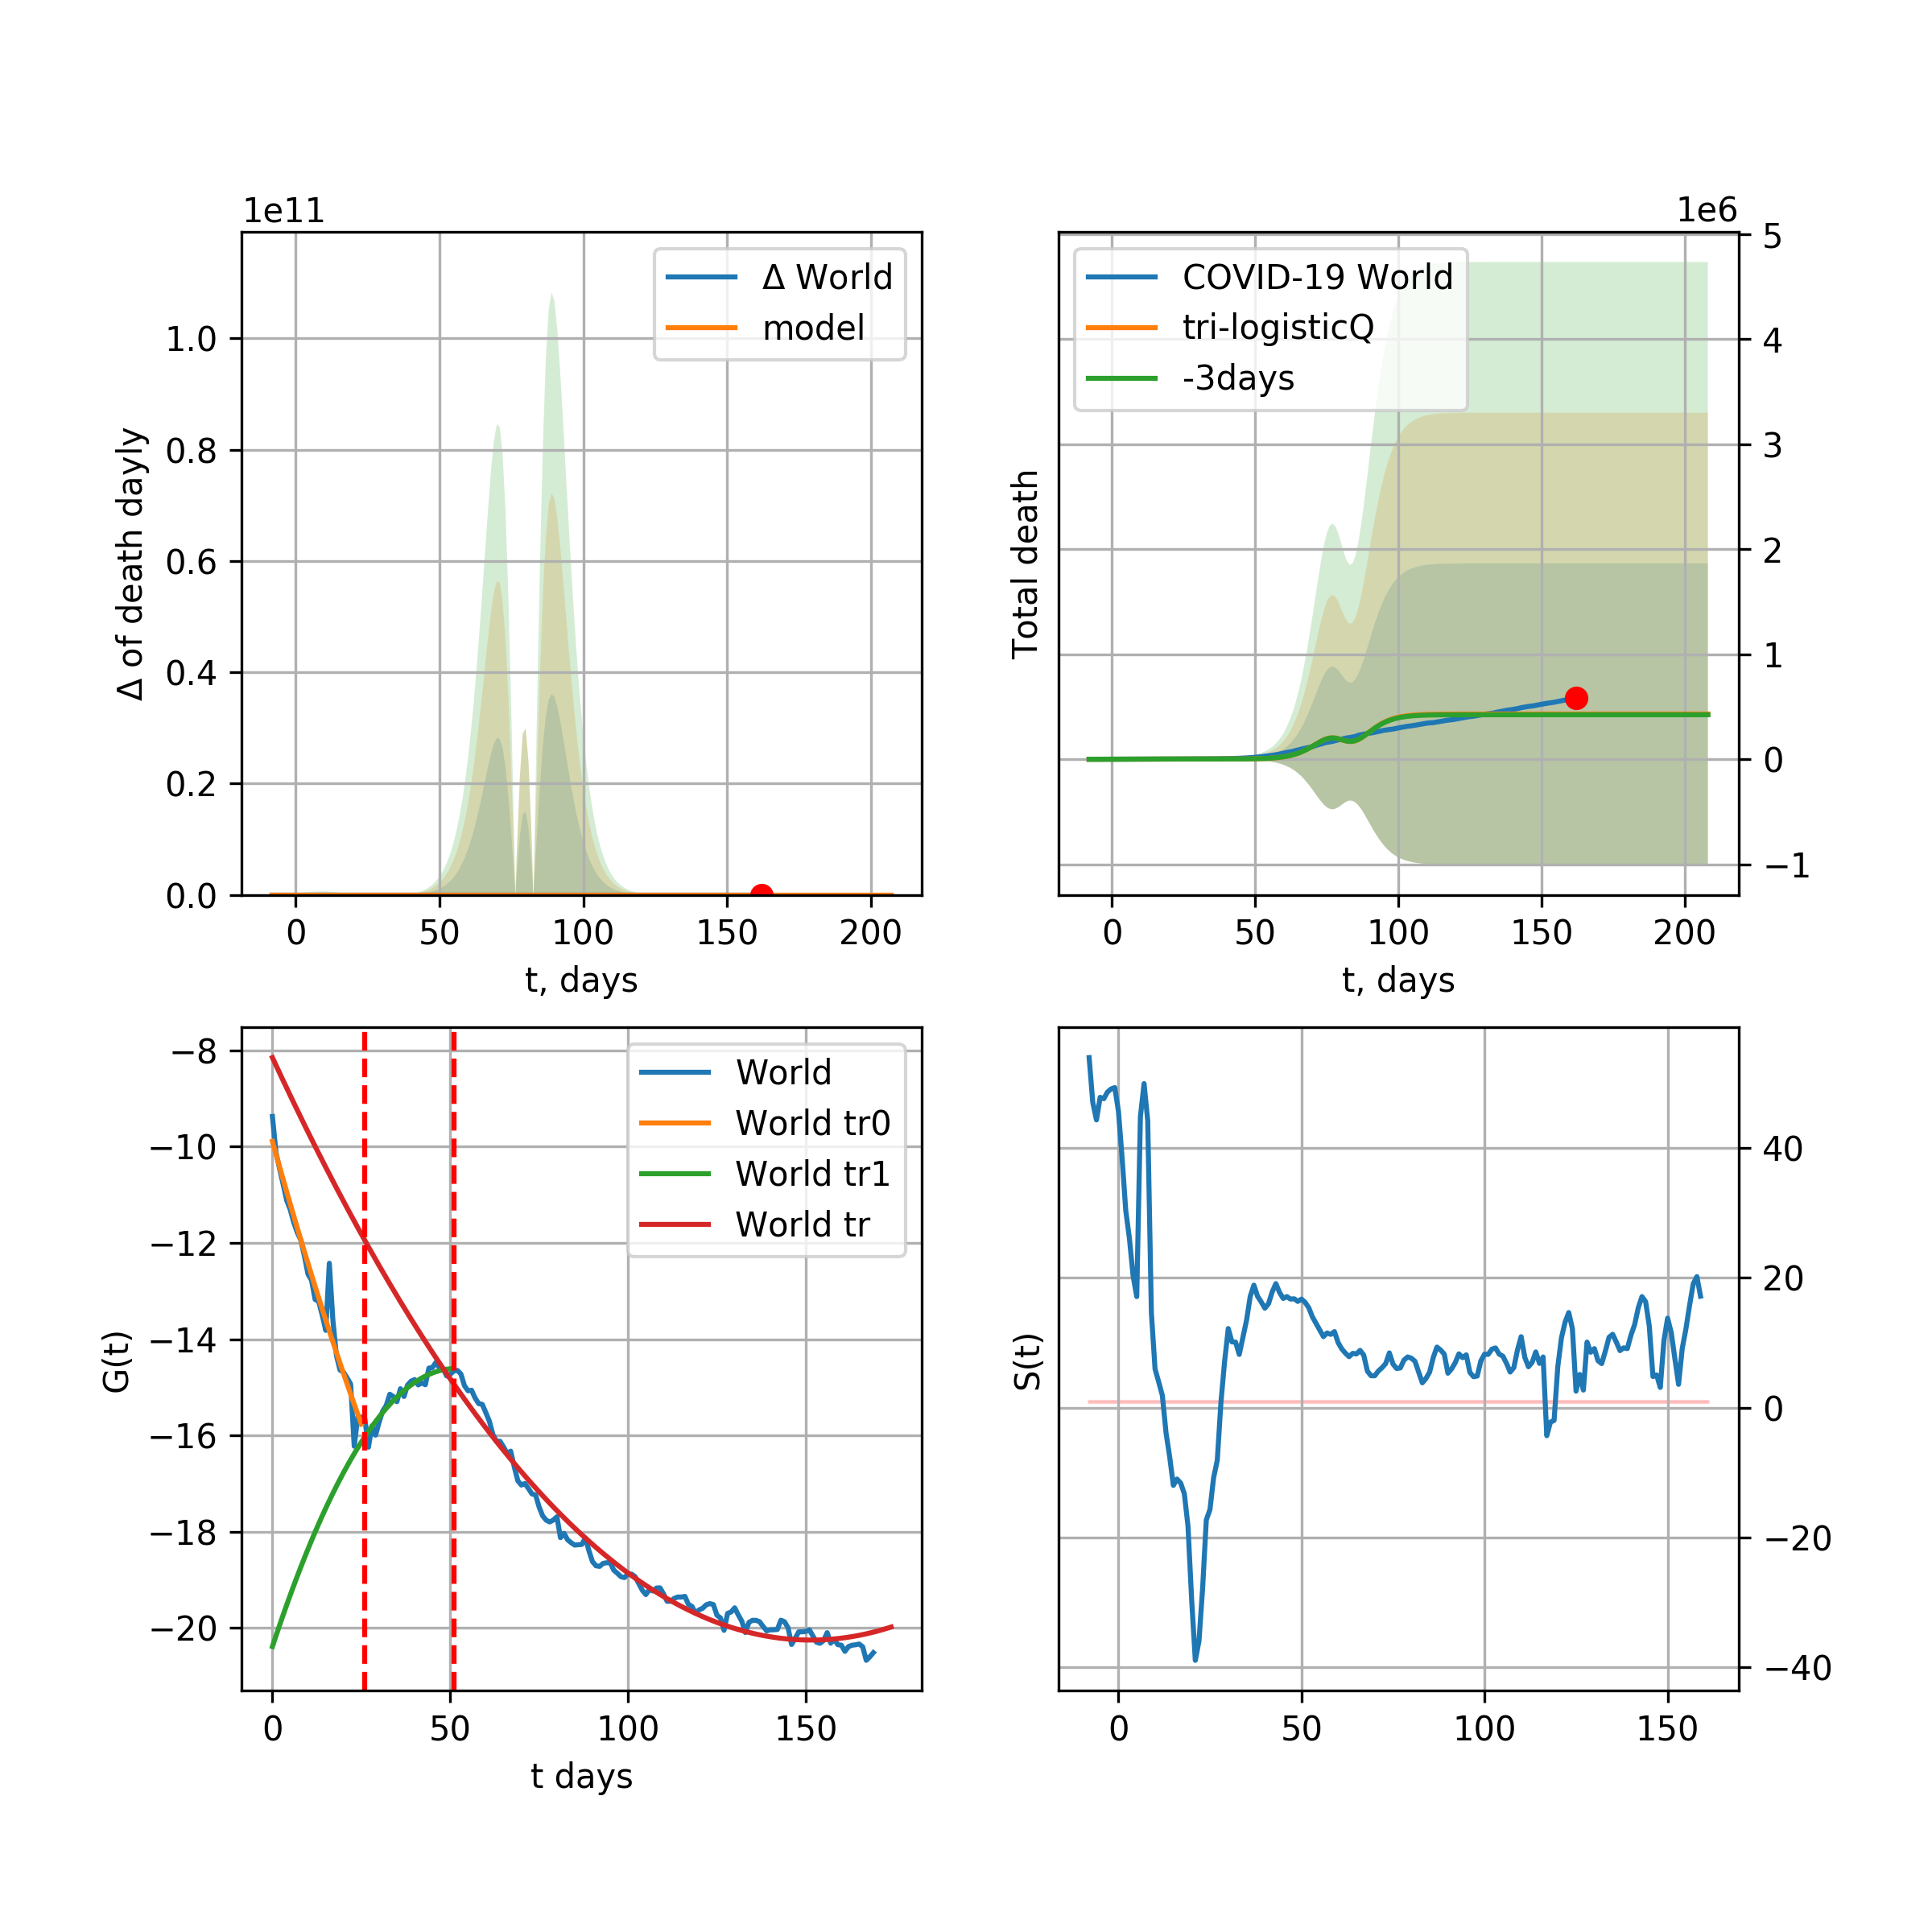 1e11
Δ World
model
1.0
0.8
0.6
0.4
0.2
0.0
Δ of death dayly
0 50 100 150 200
t, days
1e6
COVID-19 World
tri-logisticQ
-3days
5
4
3
2
1
0
−1
Total death
0 50 100 150 200
t, days
World
World tr0
World tr1
World tr
−8
−10
−12
−14
−16
−18
−20
G(t)
0 50 100 150
t days
40
20
0
−20
−40
S(t)
0 50 100 150